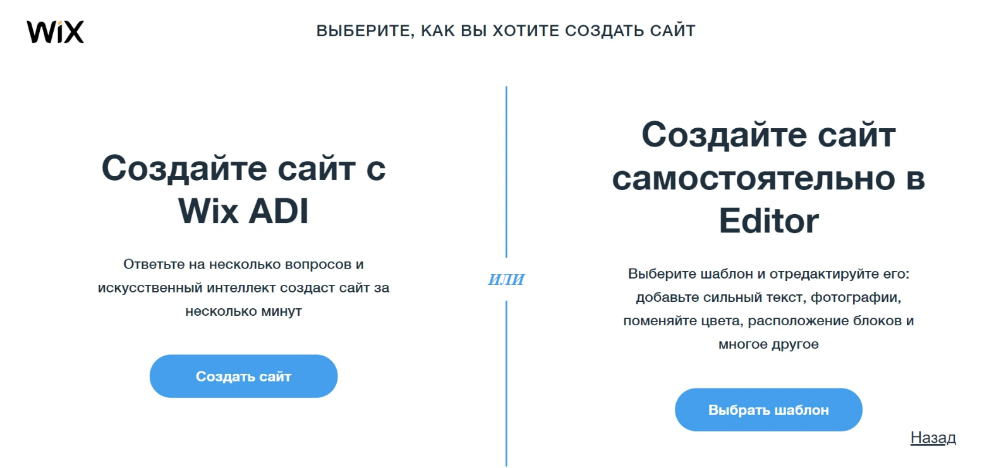 WiX
ВЫБЕРИТЕ, КАК ВЫ ХОТИТЕ СОЗДАТЬ САЙТ
Создайте сайт с
Wix ADI
Ответьте на несколько вопросов и
искусственный интеллект создаст сайт за
несколько минут
Создать сайт
ИЛИ
Создайте сайт
самостоятельно в
Editor
Выберите шаблон и отредактируйте его:
добавьте сильный текст, фотографии,
поменяйте цвета, расположение блоков и
многое другое
Выбрать шаблон
Назад